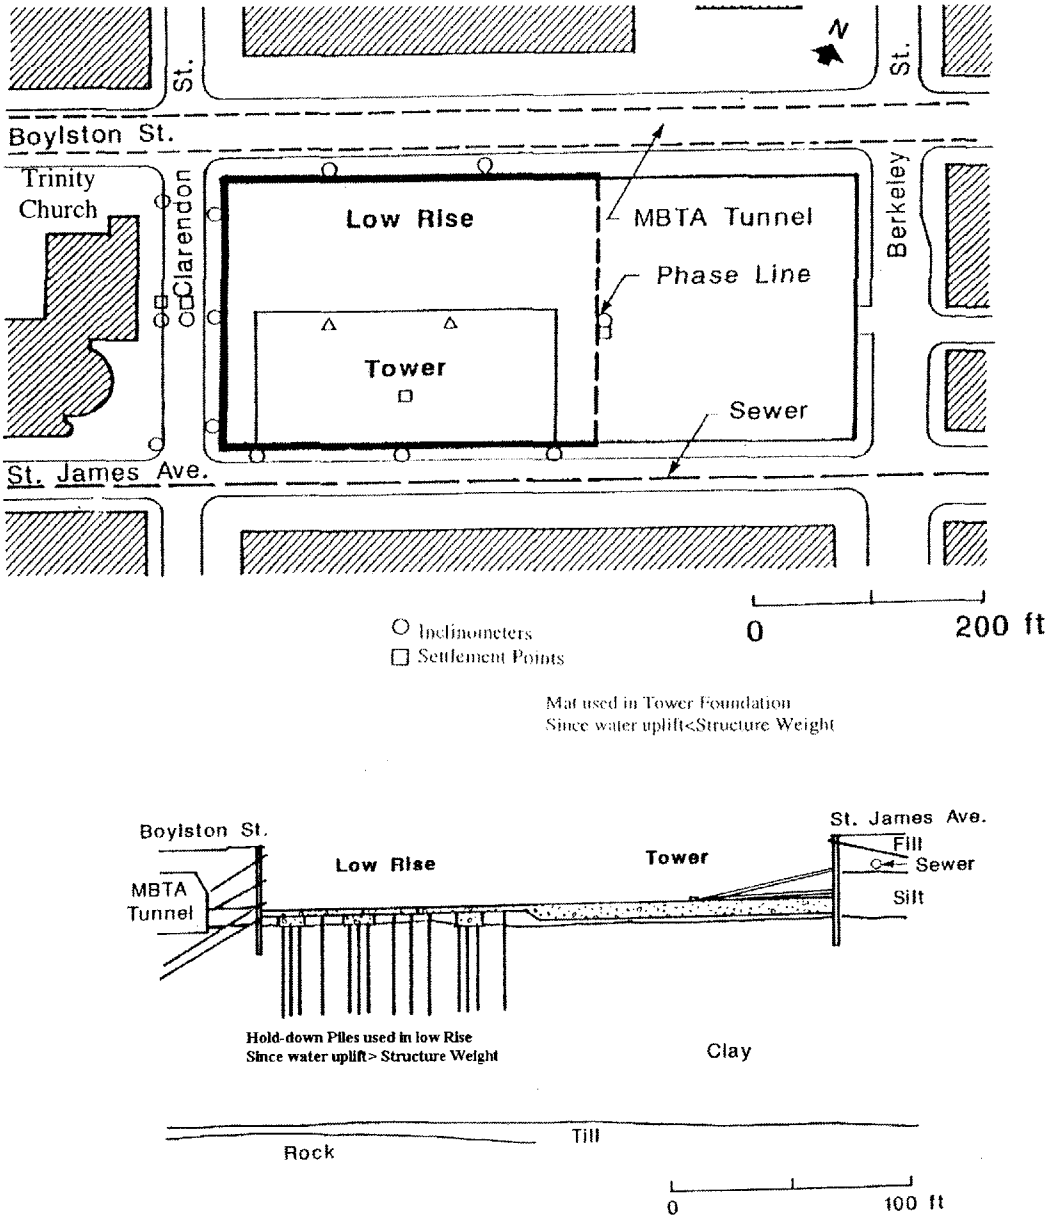 N
St.
St.
Boylston St.
Trinity
Church
Clarendon
Berkeley
Low Rise
MBTA Tunnel
Phase Line
Tower
Sewer
St. James Ave.
0
200 ft
Inclinometers
Settlement Points
Mat used in Tower Foundation
Since water uplift<Structure Weight
Boylston St.
St. James Ave.
Low Rise
Tower
Fill
Sewer
MBTA
Tunnel
Silt
Hold-down Piles used in low Rise
Since water uplift> Structure Weight
Clay
Till
Rock
0
100 ft